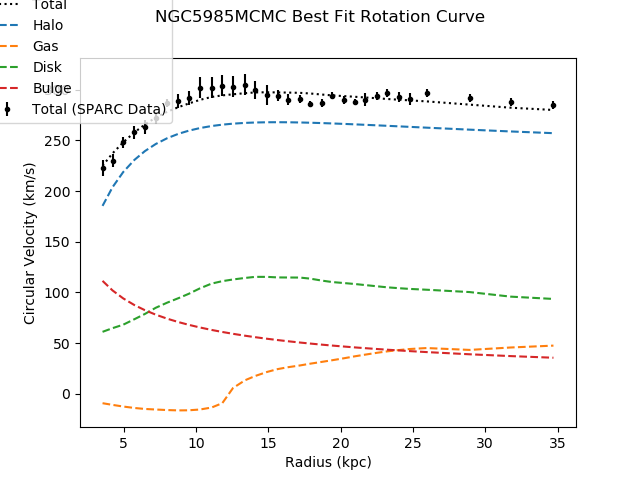 NGC5985MCMC Best Fit Rotation Curve
Total
Halo
Gas
Disk
Bulge
Total (SPARC Data)
250
200
150
100
50
0
Circular Velocity (km/s)
5 10 15 20 25 30 35
Radius (kpc)